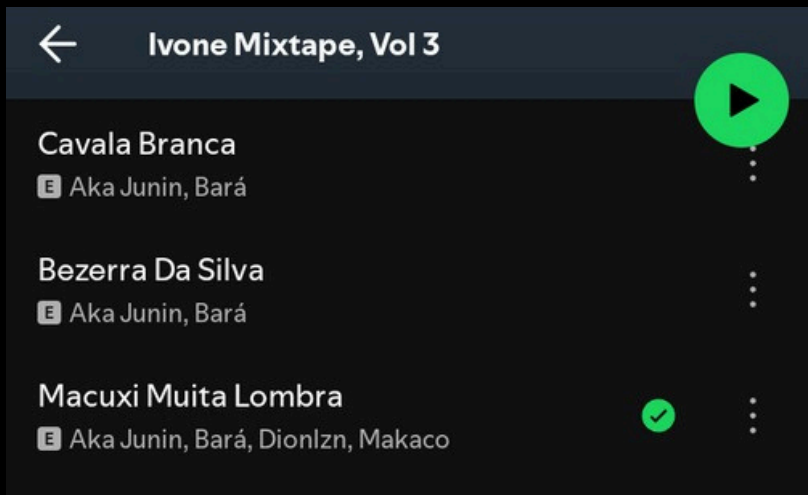 Ivone Mixtape, Vol 3
Cavala Branca
E Aka Junin, Bará
Bezerra Da Silva
E Aka Junin, Bará
Macuxi Muita Lombra
E Aka Junin, Bará, Dionlzn, Makaco